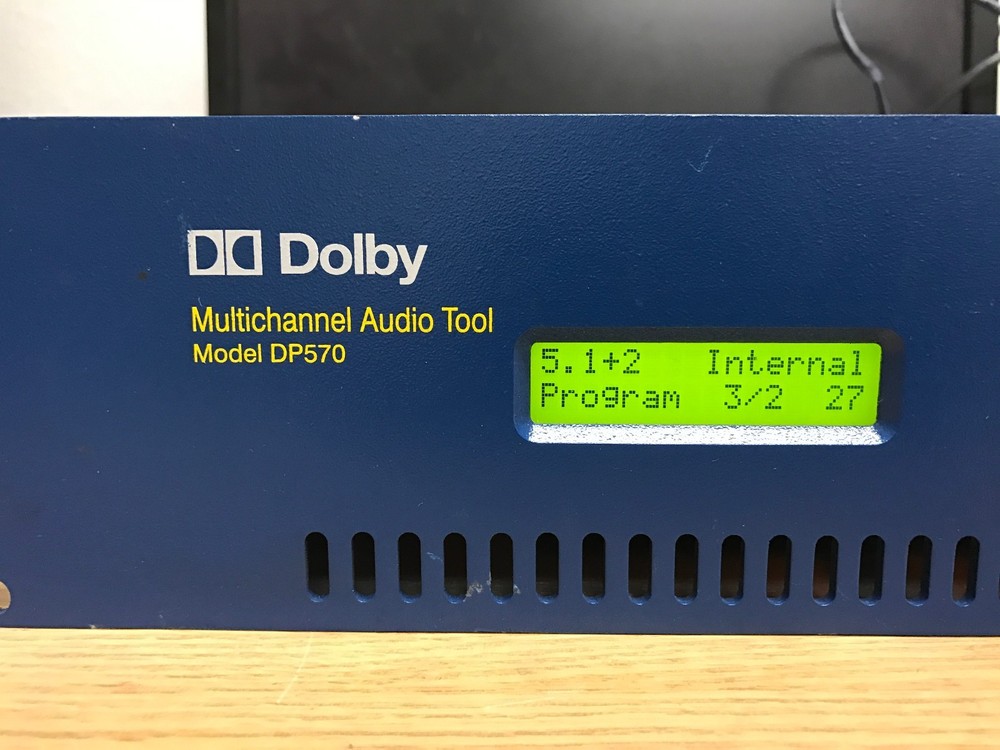 Dolby
Multichannel Audio Tool
Model DP570
5.1+2 Internal
Program 3/2 27